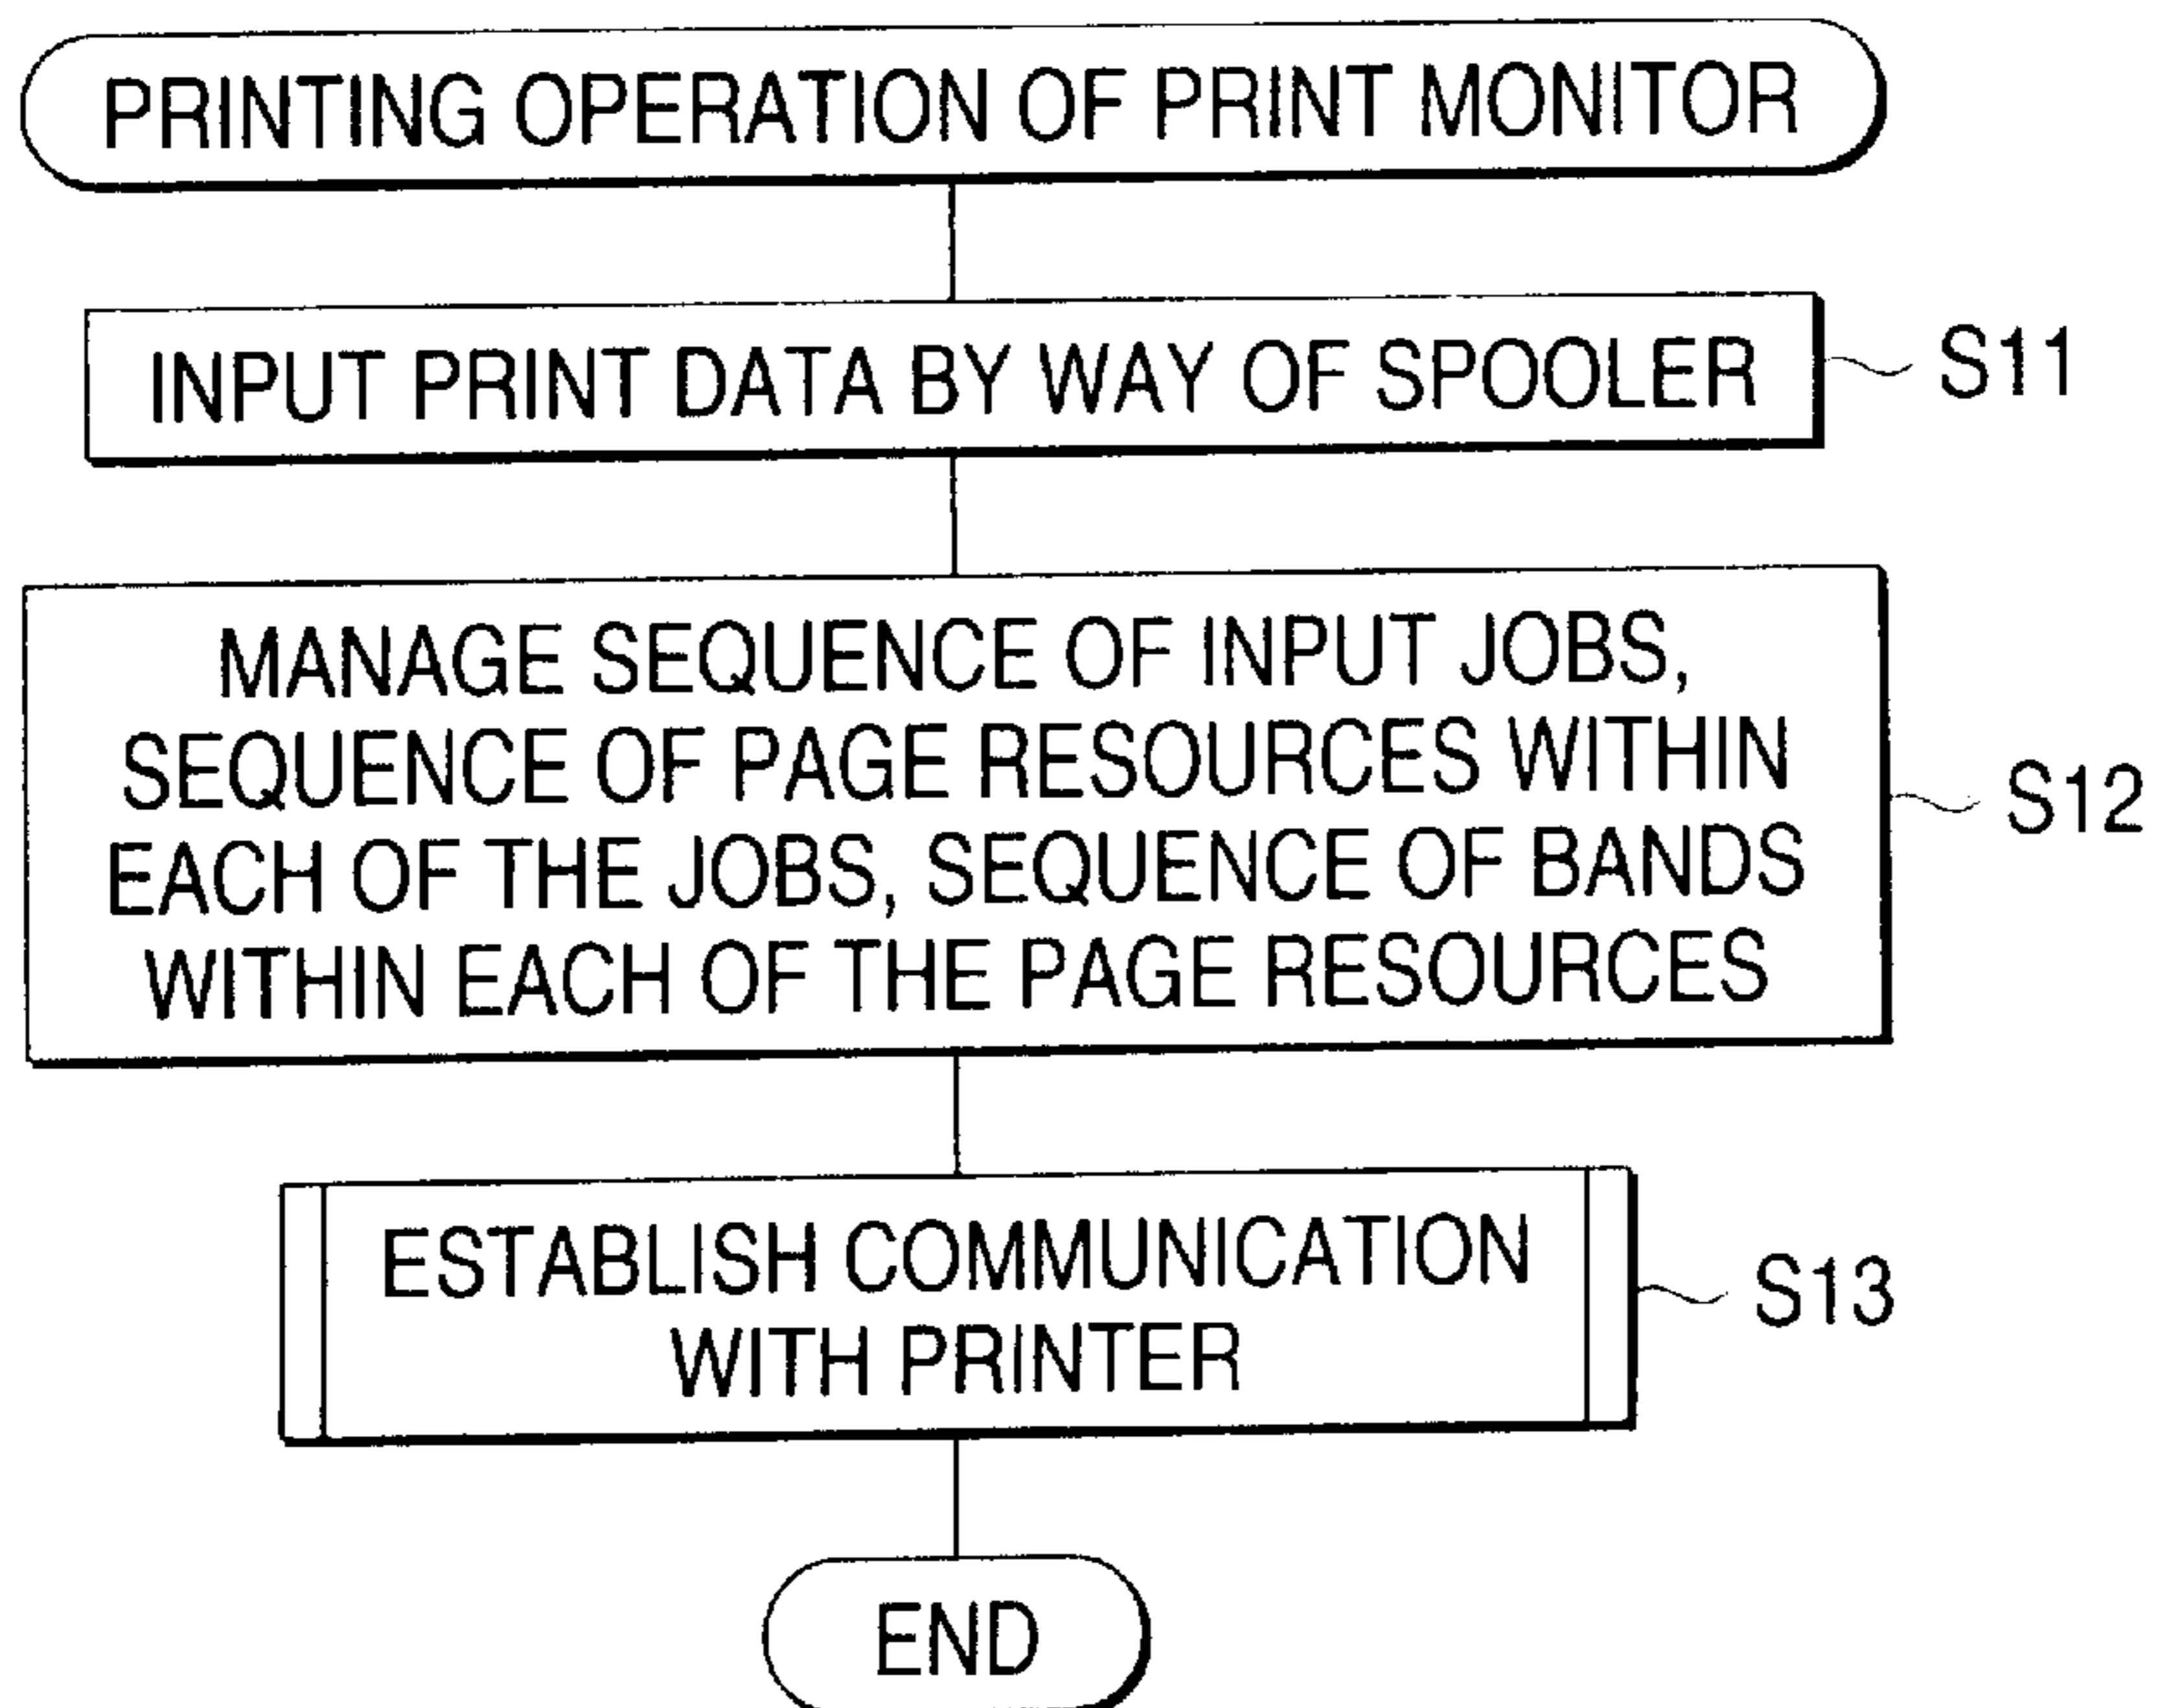 PRINTING OPERATION OF PRINT MONITOR
INPUT PRINT DATA BY WAY OF SPOOLER
S11
MANAGE SEQUENCE OF INPUT JOBS,
SEQUENCE OF PAGE RESOURCES WITHIN
EACH OF THE JOBS, SEQUENCE OF BANDS
WITHIN EACH OF THE PAGE RESOURCES
S12
ESTABLISH COMMUNICATION
WITH PRINTER
S13
END